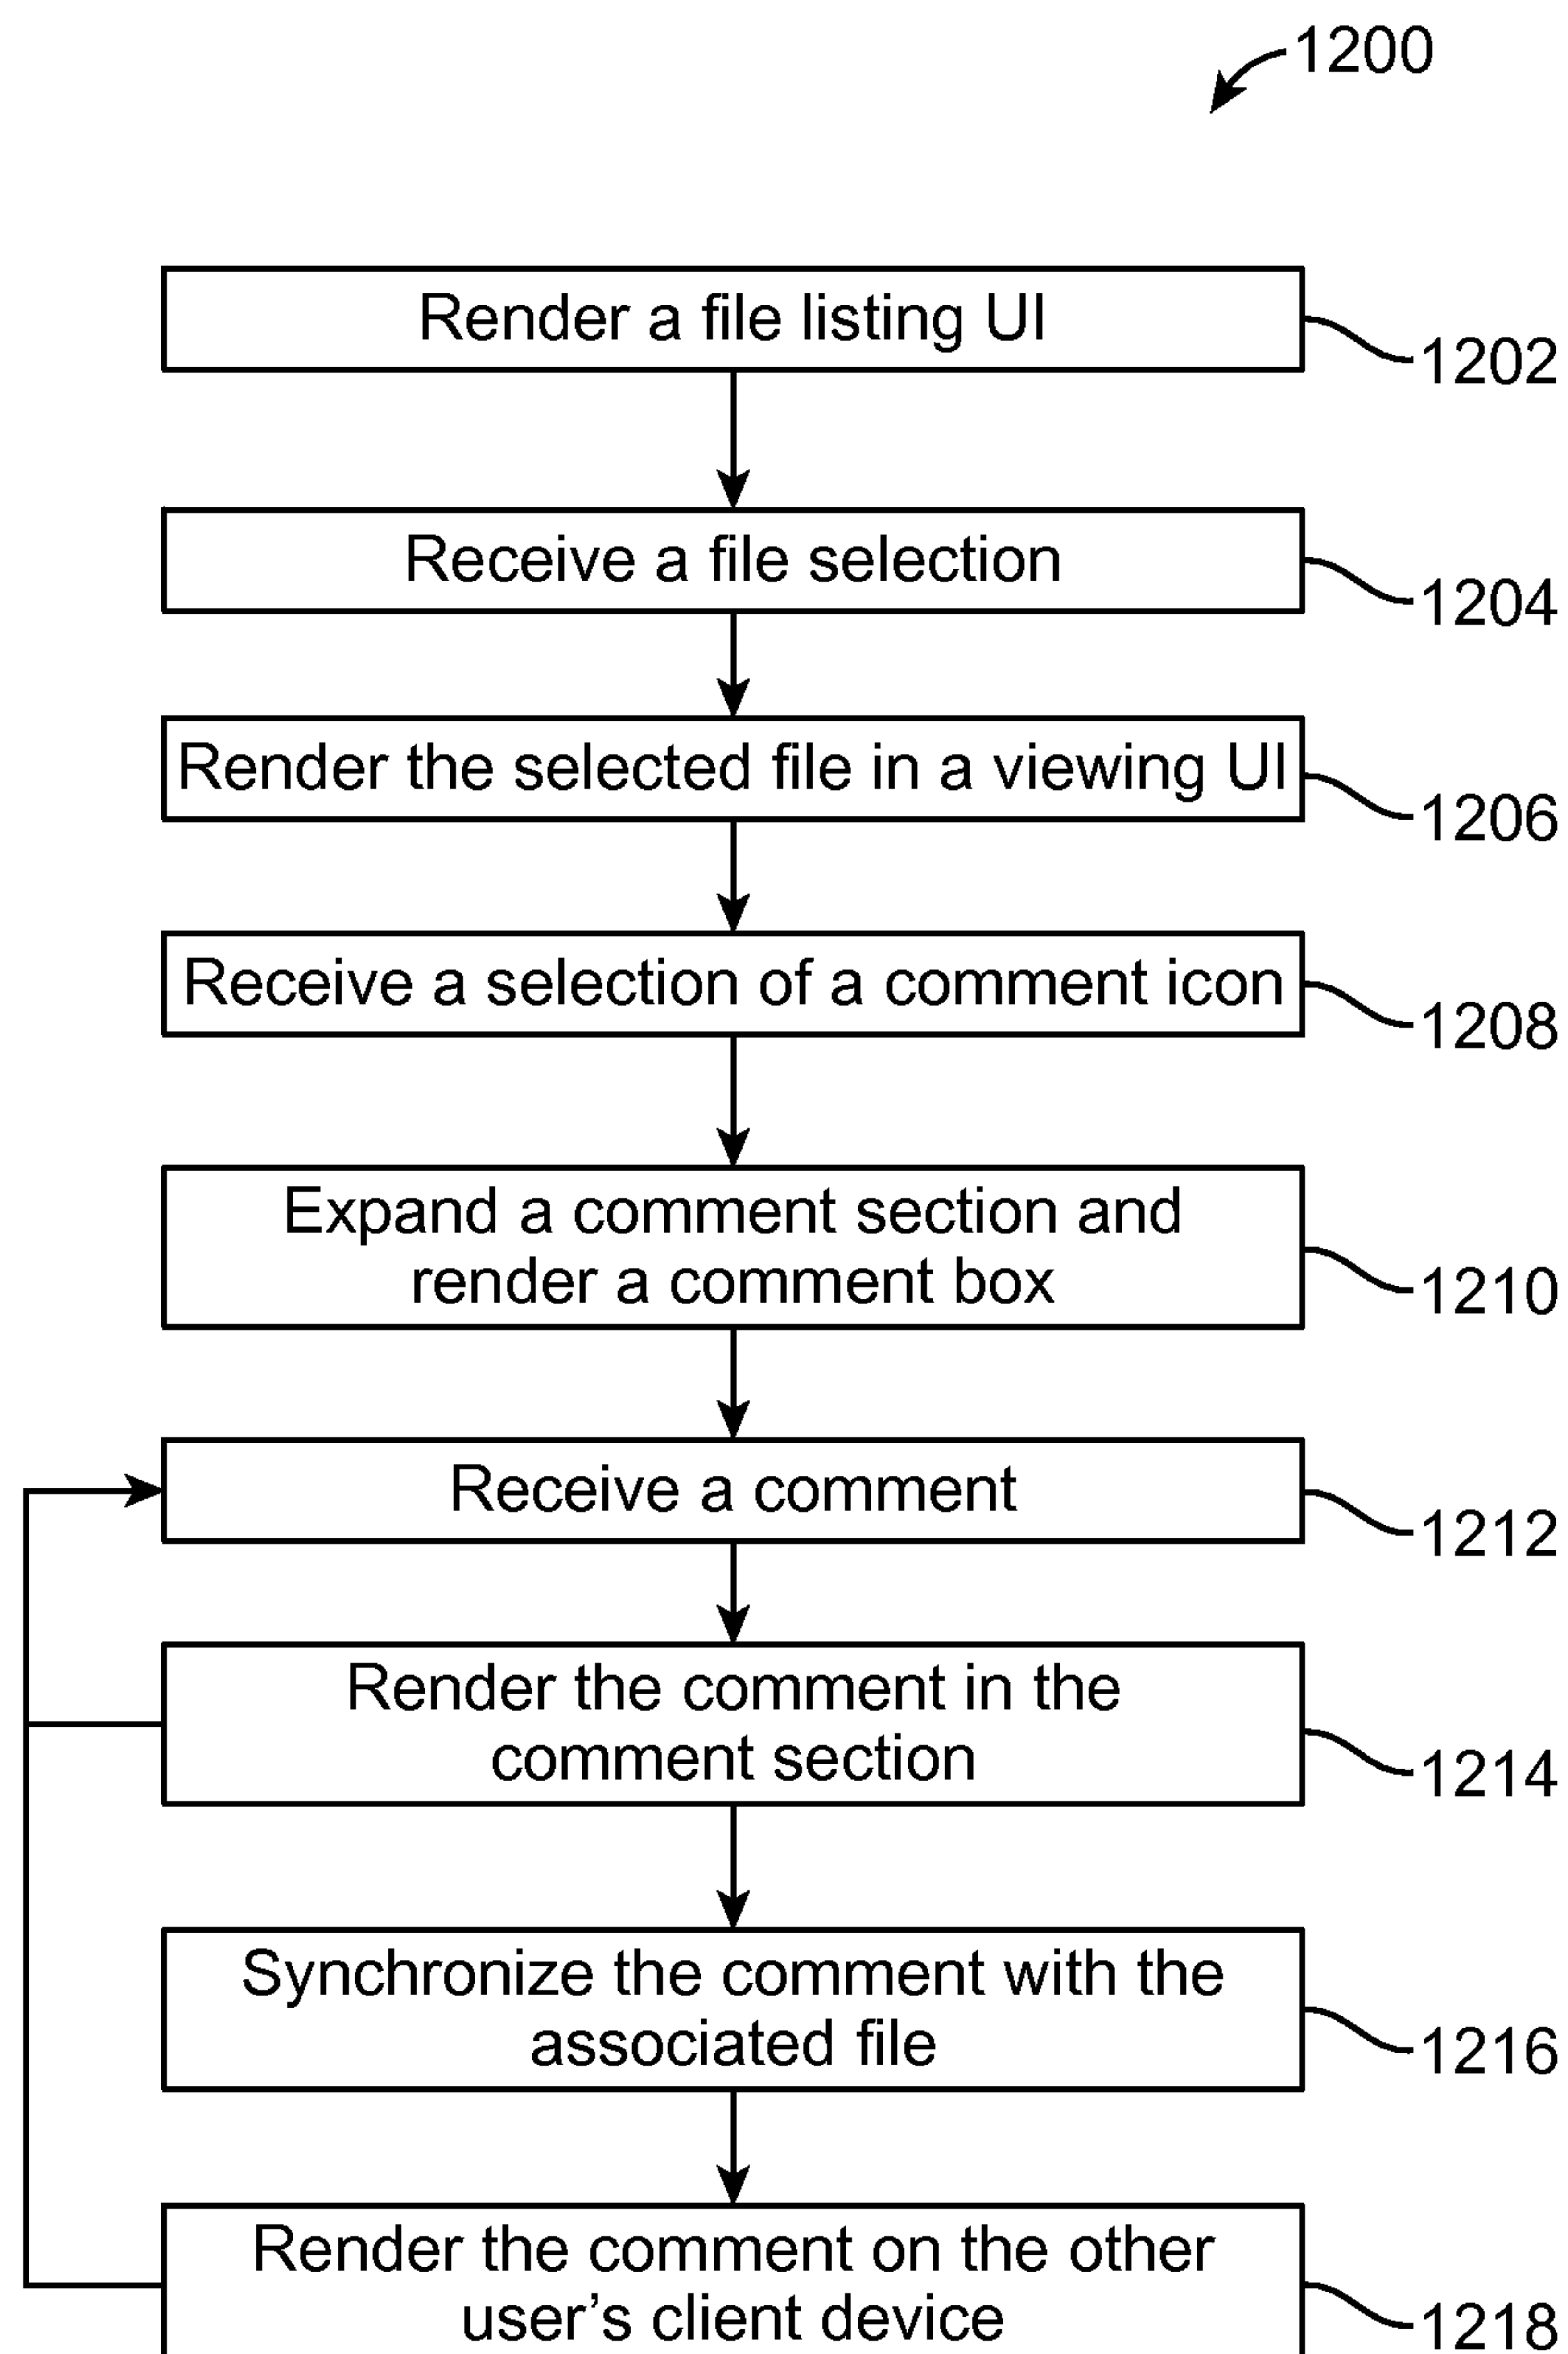 1200
Render a file listing UI
1202
Receive a file selection
1204
Render the selected file in a viewing UI
1206
Receive a selection of a comment icon
1208
Expand a comment section and
render a comment box
1210
Receive a comment
1212
Render the comment in the
comment section
1214
Synchronize the comment with the
associated file
1216
Render the comment on the other
user’s client device
1218